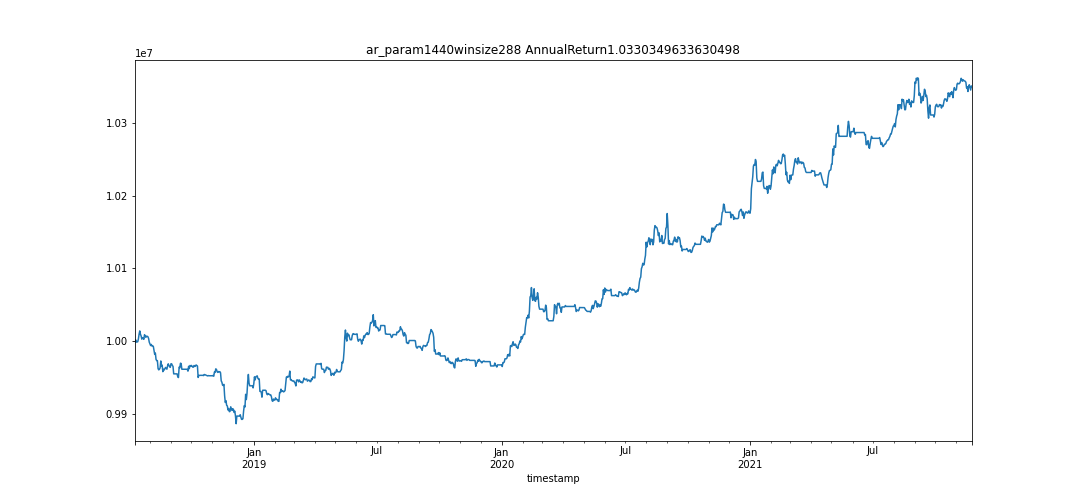 ar_param1440winsize288 AnnualReturn1.0330349633630498
1e7
1.03
1.02
1.01
1.00
0.99
Jan Jul Jan Jul Jan Jul
2019 2020 2021
timestamp